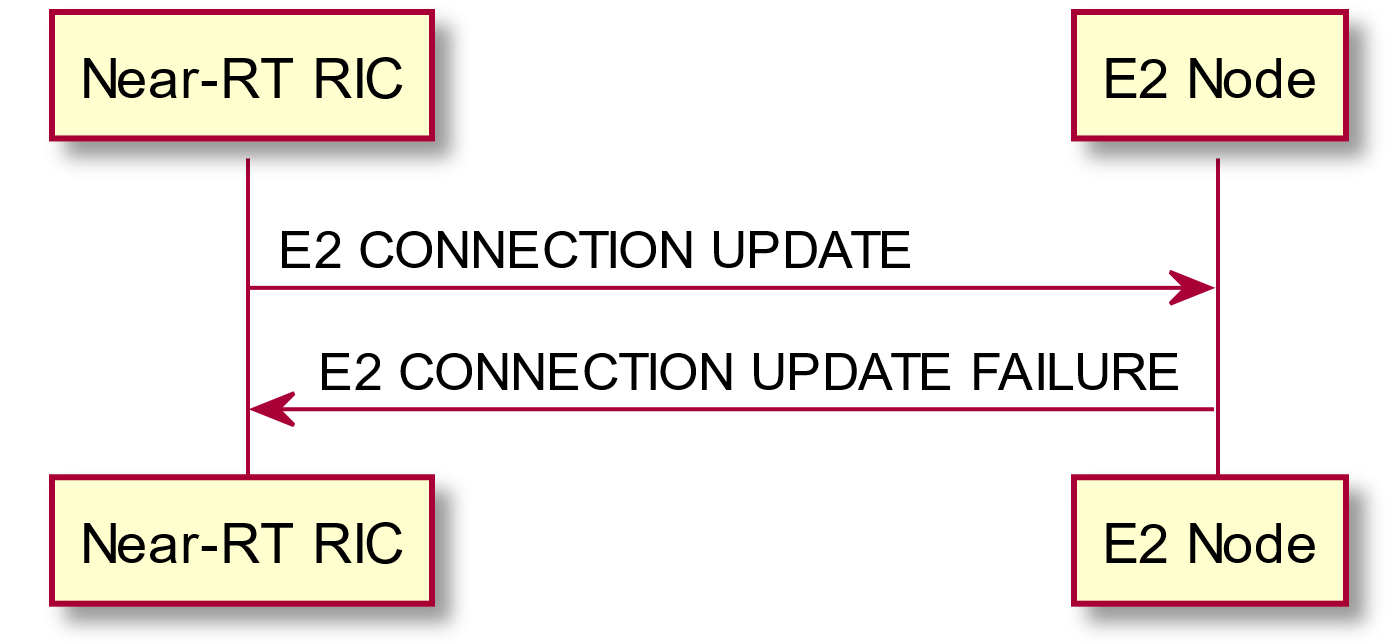 Near-RT RIC
E2 Node
E2 CONNECTION UPDATE
E2 CONNECTION UPDATE FAILURE
Near-RT RIC
E2 Node